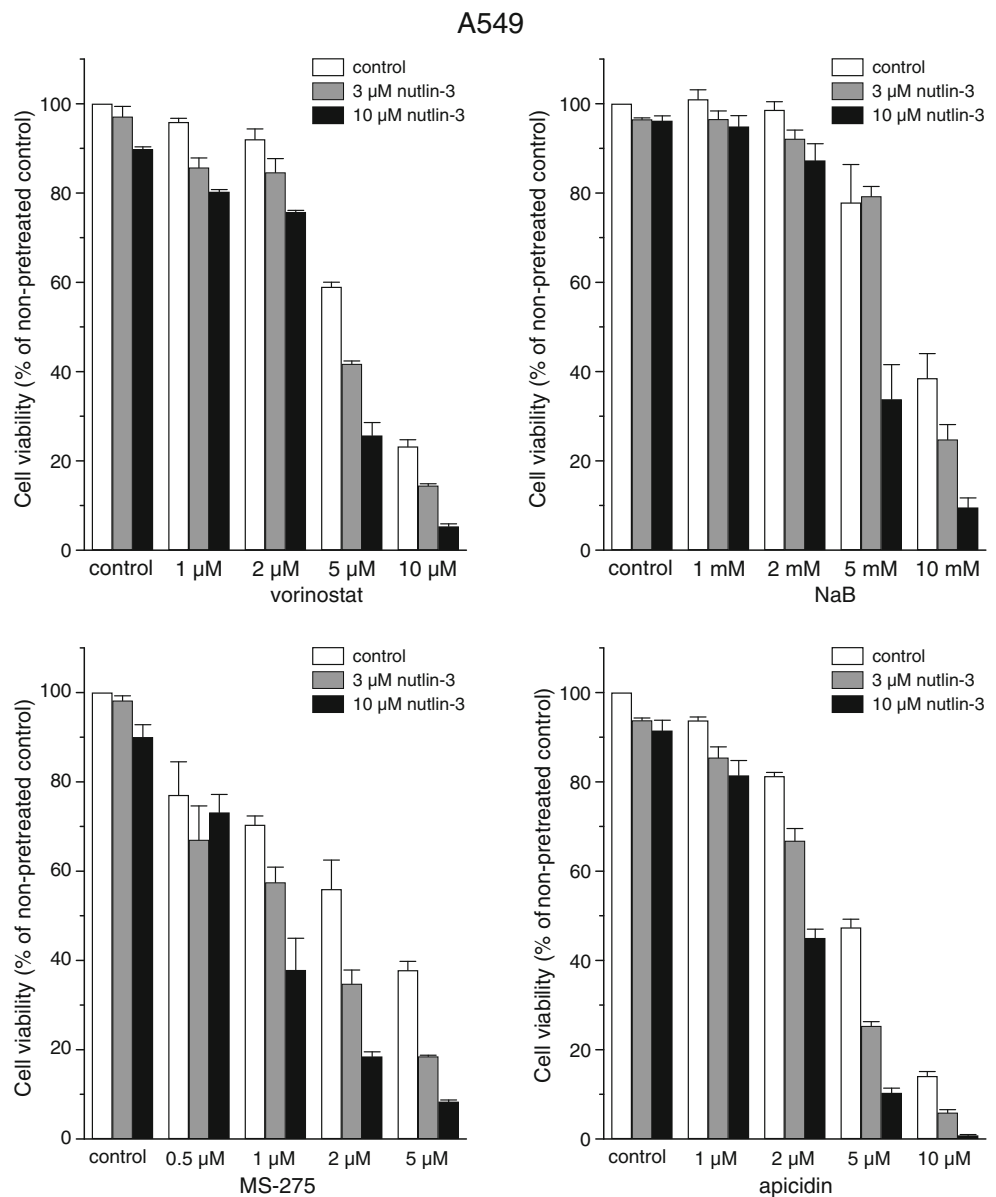 A549
control
3 µM nutlin-3
10 µM nutlin-3
Cell viability (% of non-pretreated control)
100
80
60
40
20
0
control 1 µM 2 µM 5 µM 10 µM
vorinostat
control
3 µM nutlin-3
10 µM nutlin-3
Cell viability (% of non-pretreated control)
100
80
60
40
20
0
control 1 mM 2 mM 5 mM 10 mM
NaB
control
3 µM nutlin-3
10 µM nutlin-3
Cell viability (% of non-pretreated control)
100
80
60
40
20
0
control 0.5 µM 1 µM 2 µM 5 µM
MS-275
control
3 µM nutlin-3
10 µM nutlin-3
Cell viability (% of non-pretreated control)
100
80
60
40
20
0
control 1 µM 2 µM 5 µM 10 µM
apicidin